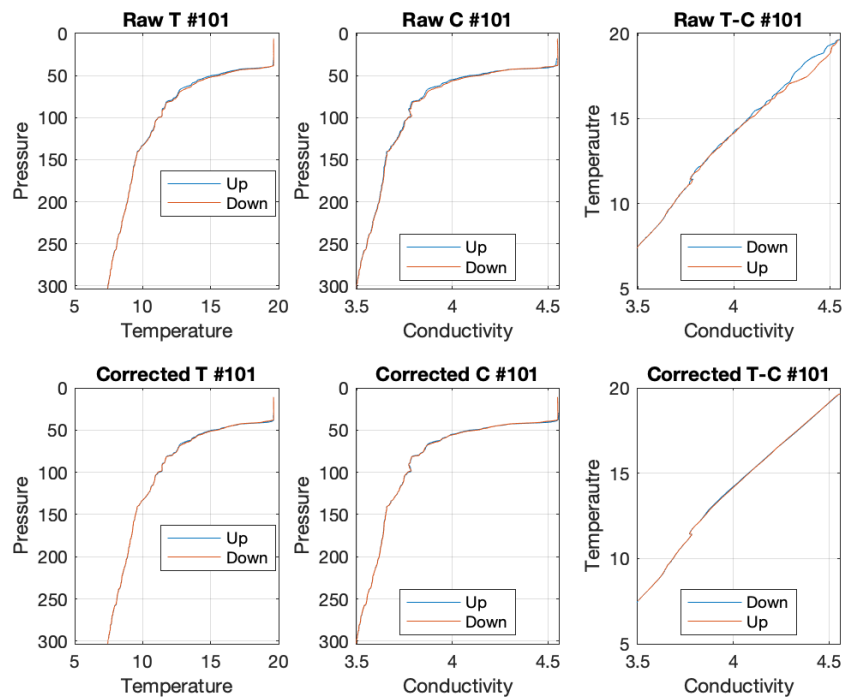 Raw T #101
0
50
100
150
200
250
300
Pressure
5
10
15
20
Temperature
Up
Down
Raw C #101
0
50
100
150
200
250
300
Pressure
3.5
4
4.5
Conductivity
Up
Down
Raw T-C #101
20
15
10
5
Temperautre
3.5
4
4.5
Conductivity
Down
Up
Corrected T #101
0
50
100
150
200
250
300
Pressure
5
10
15
20
Temperature
Up
Down
Corrected C #101
0
50
100
150
200
250
300
Pressure
3.5
4
4.5
Conductivity
Up
Down
Corrected T-C #101
20
15
10
5
Temperautre
3.5
4
4.5
Conductivity
Down
Up